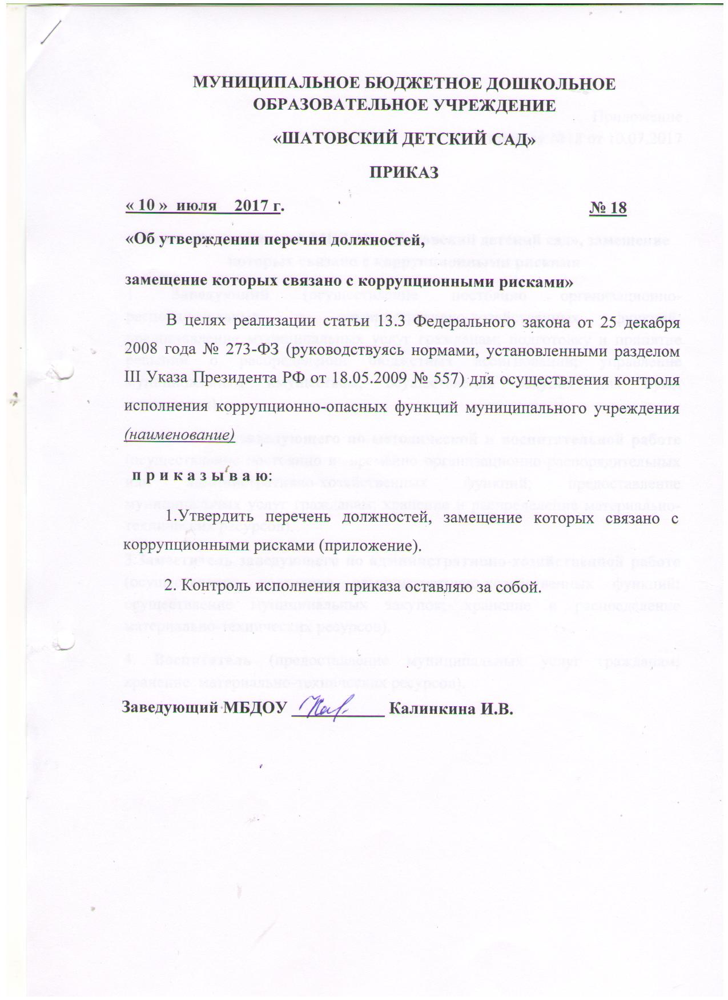 МУНИЦИПАЛЬНОЕ БЮДЖЕТНОЕ ДОШКОЛЬНОЕ
ОБРАЗОВАТЕЛЬНОЕ УЧРЕЖДЕНИЕ
«ШАТОВСКИЙ ДЕТСКИЙ САД»
ПРИКАЗ
« 10 » июля 2017 г. № 18
«Об утверждении перечня должностей,
замещение которых связано с коррупционными рисками»
В целях реализации статьи 13.3 Федерального закона от 25 декабря
2008 года № 273-ФЗ (руководствуясь нормами, установленными разделом
III Указа Президента РФ от 18.05.2009 № 557) для осуществления контроля
исполнения коррупционно-опасных функций муниципального учреждения
(наименование)
п р и к а з ы в а ю:
1.Утвердить перечень должностей, замещение которых связано с
коррупционными рисками (приложение).
2. Контроль исполнения приказа оставляю за собой.
Заведующий МБДОУ ___________ Калинкина И.В.